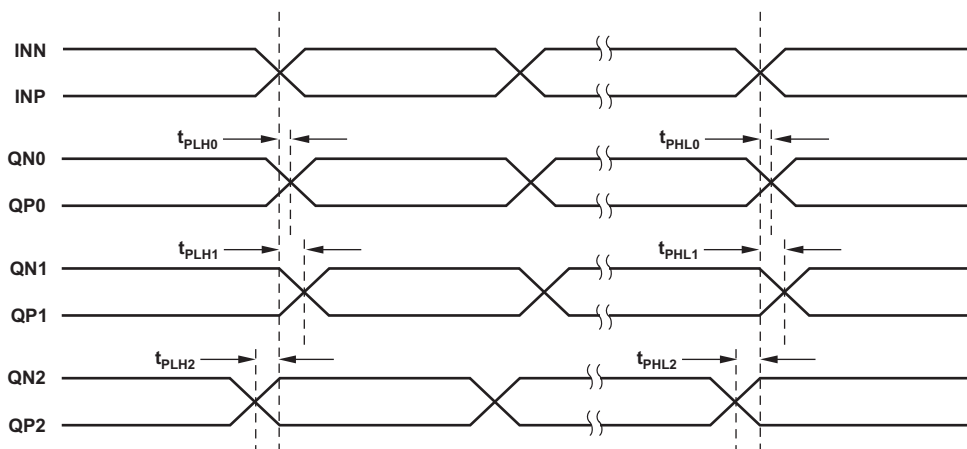 INN
INP
tPLH0
tPHL0
QN0
QP0
tPLH1
tPHL1
QN1
QP1
tPLH2
tPHL2
QN2
QP2